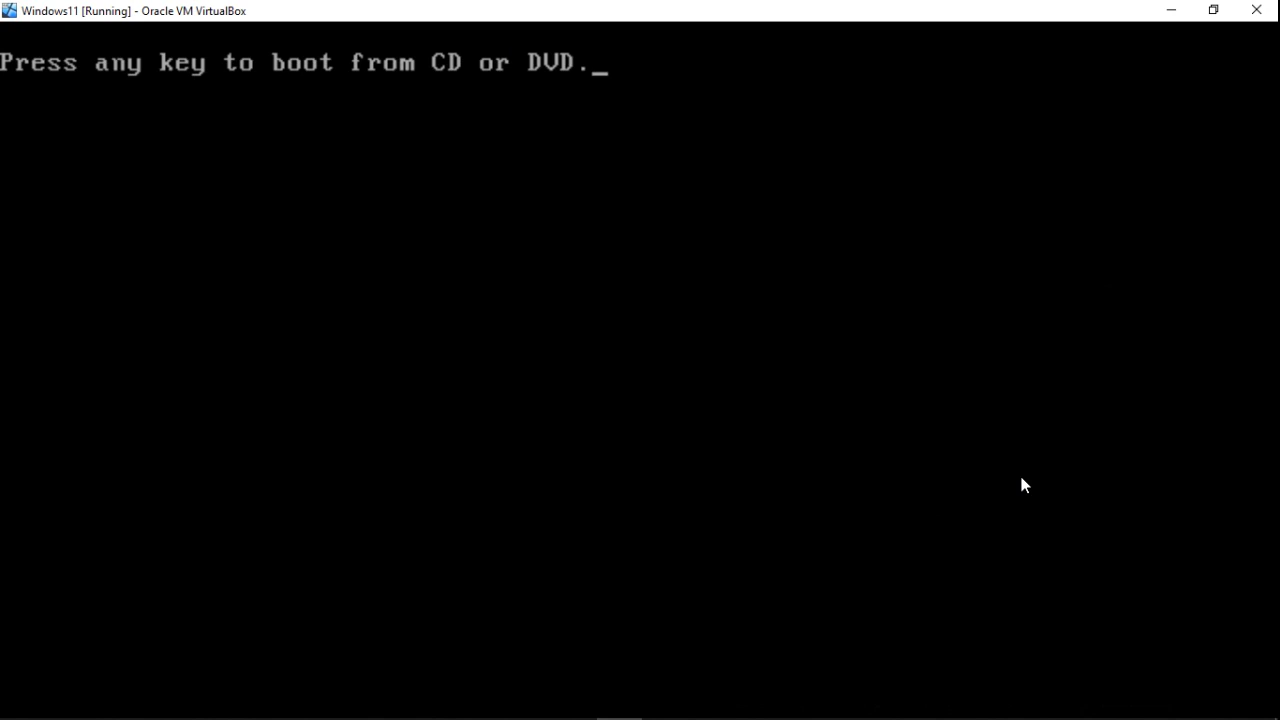 Windows11 [Running] - Oracle VM VirtualBox
Press any key to boot from CD or DVD._